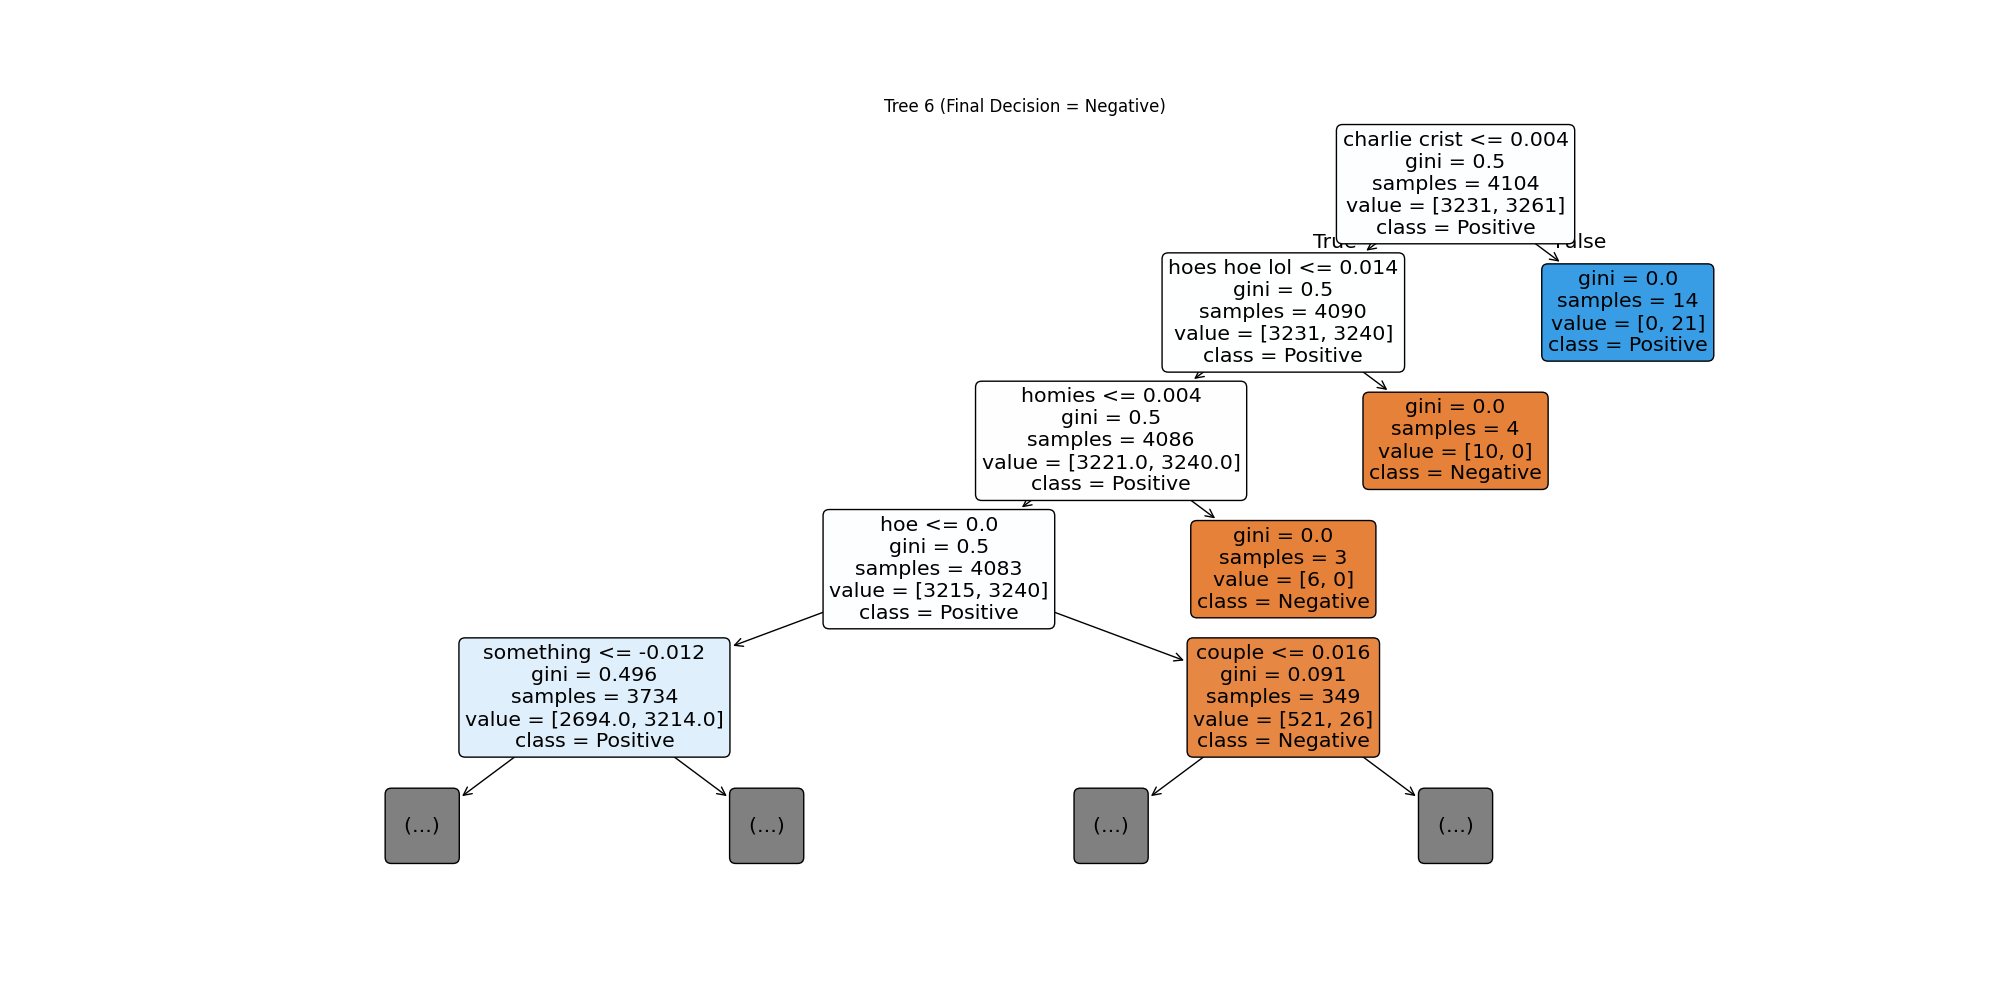 Tree 6 (Final Decision = Negative)
charlie crist <= 0.004
gini = 0.5
samples = 4104
value = [3231, 3261]
class = Positive
True
False
hoes hoe lol <= 0.014
gini = 0.5
samples = 4090
value = [3231, 3240]
class = Positive
gini = 0.0
samples = 14
value = [0, 21]
class = Positive
homies <= 0.004
gini = 0.5
samples = 4086
value = [3221.0, 3240.0]
class = Positive
gini = 0.0
samples = 4
value = [10, 0]
class = Negative
hoe <= 0.0
gini = 0.5
samples = 4083
value = [3215, 3240]
class = Positive
gini = 0.0
samples = 3
value = [6, 0]
class = Negative
something <= -0.012
gini = 0.496
samples = 3734
value = [2694.0, 3214.0]
class = Positive
couple <= 0.016
gini = 0.091
samples = 349
value = [521, 26]
class = Negative
(...)
(...)
(...)
(...)